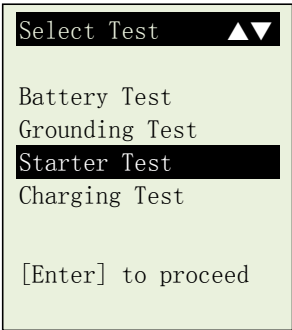 Select Test ▲▼
Battery Test
Grounding Test
Starter Test
Charging Test
[Enter] to proceed